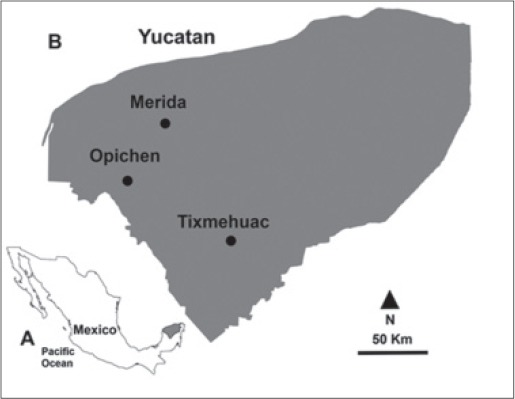 B
Yucatan
Merida
Opichen
Tixmehuac
A
Mexico
Pacific
Ocean
N
50 Km